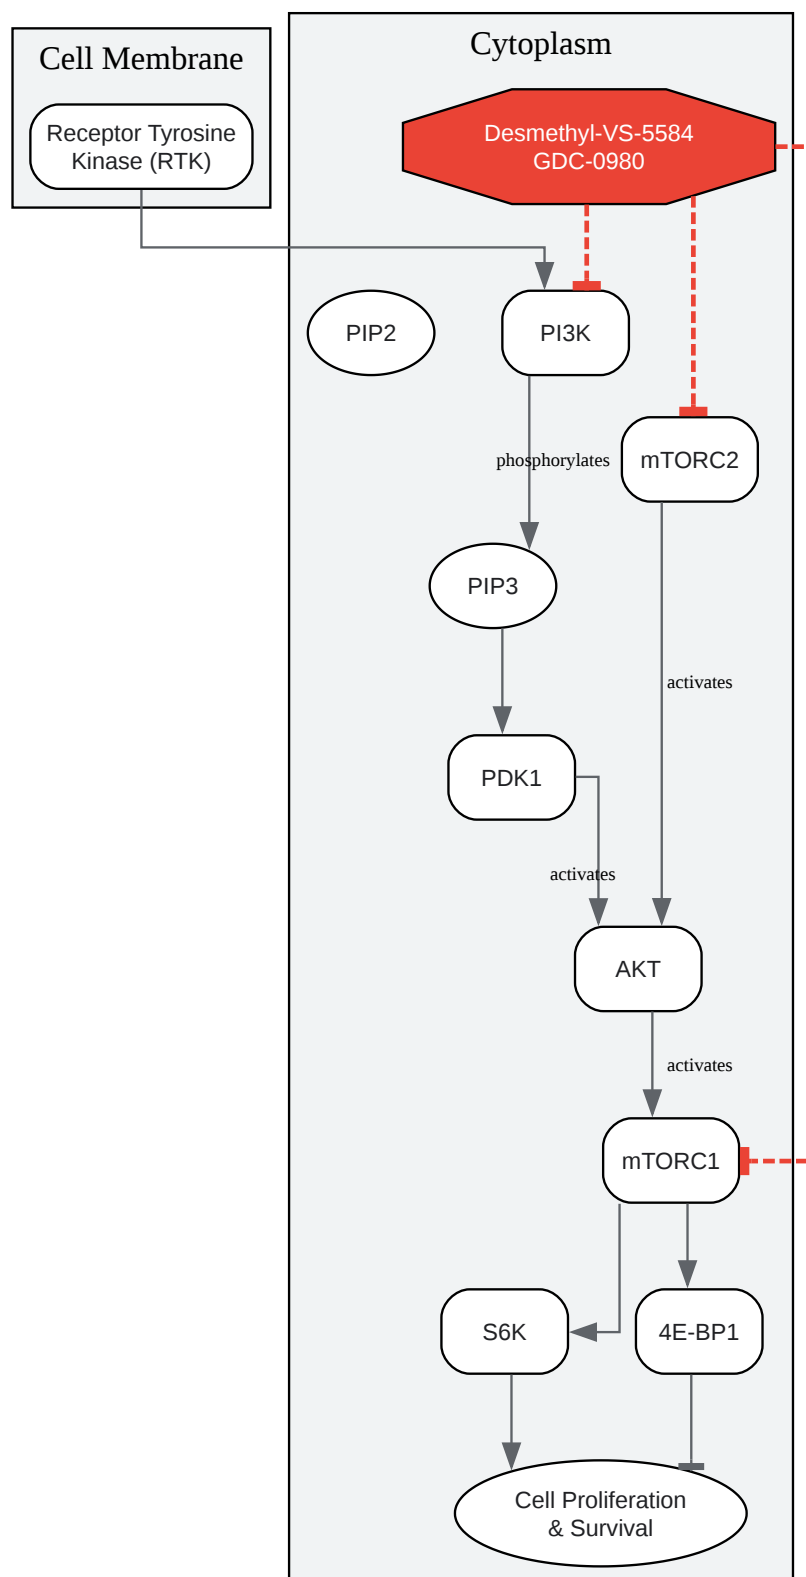 Cell Membrane
Receptor Tyrosine
Kinase (RTK)
Cytoplasm
Desmethyl-VS-5584
GDC-0980
PIP2
PI3K
phosphorylates
mTORC2
PIP3
activates
PDK1
activates
AKT
activates
mTORC1
S6K
4E-BP1
Cell Proliferation
& Survival